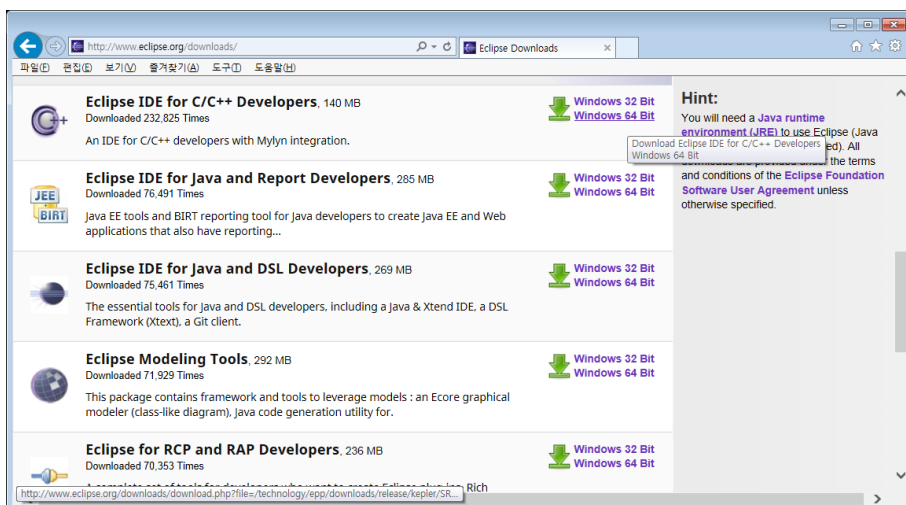 http://www.eclipse.org/downloads/
Eclipse Downloads
파일(F) 편집(E) 보기(V) 즐겨찾기(A) 도구(T) 도움말(H)
Eclipse IDE for C/C++ Developers, 140 MB
Downloaded 232,825 Times
An IDE for C/C++ developers with Mylyn integration.
Windows 32 Bit
Windows 64 Bit
Eclipse IDE for Java and Report Developers, 285 MB
Downloaded 76,491 Times
Java EE tools and BIRT reporting tool for Java developers to create Java EE and Web
applications that also have reporting...
Windows 32 Bit
Windows 64 Bit
JEE
BIRT
Eclipse IDE for Java and DSL Developers, 269 MB
Downloaded 75,461 Times
The essential tools for Java and DSL developers, including a Java & Xtend IDE, a DSL
Framework (Xtext), a Git client.
Windows 32 Bit
Windows 64 Bit
Eclipse Modeling Tools, 292 MB
Downloaded 71,929 Times
This package contains framework and tools to leverage models : an Ecore graphical
modeler (class-like diagram), Java code generation utility for.
Windows 32 Bit
Windows 64 Bit
Eclipse for RCP and RAP Developers, 236 MB
Downloaded 70,353 Times
Rich
Windows 32 Bit
Windows 64 Bit
http://www.eclipse.org/downloads/download.php?file=/technology/epp/downloads/release/kepler/SR...
Hint:
You will need a Java runtime
environment (JRE) to use Eclipse (Java
Download Eclipse IDE for C/C++ Developers
Windows 64 Bit
ed). All
the terms
and conditions of the Eclipse Foundation
Software User Agreement unless
otherwise specified.